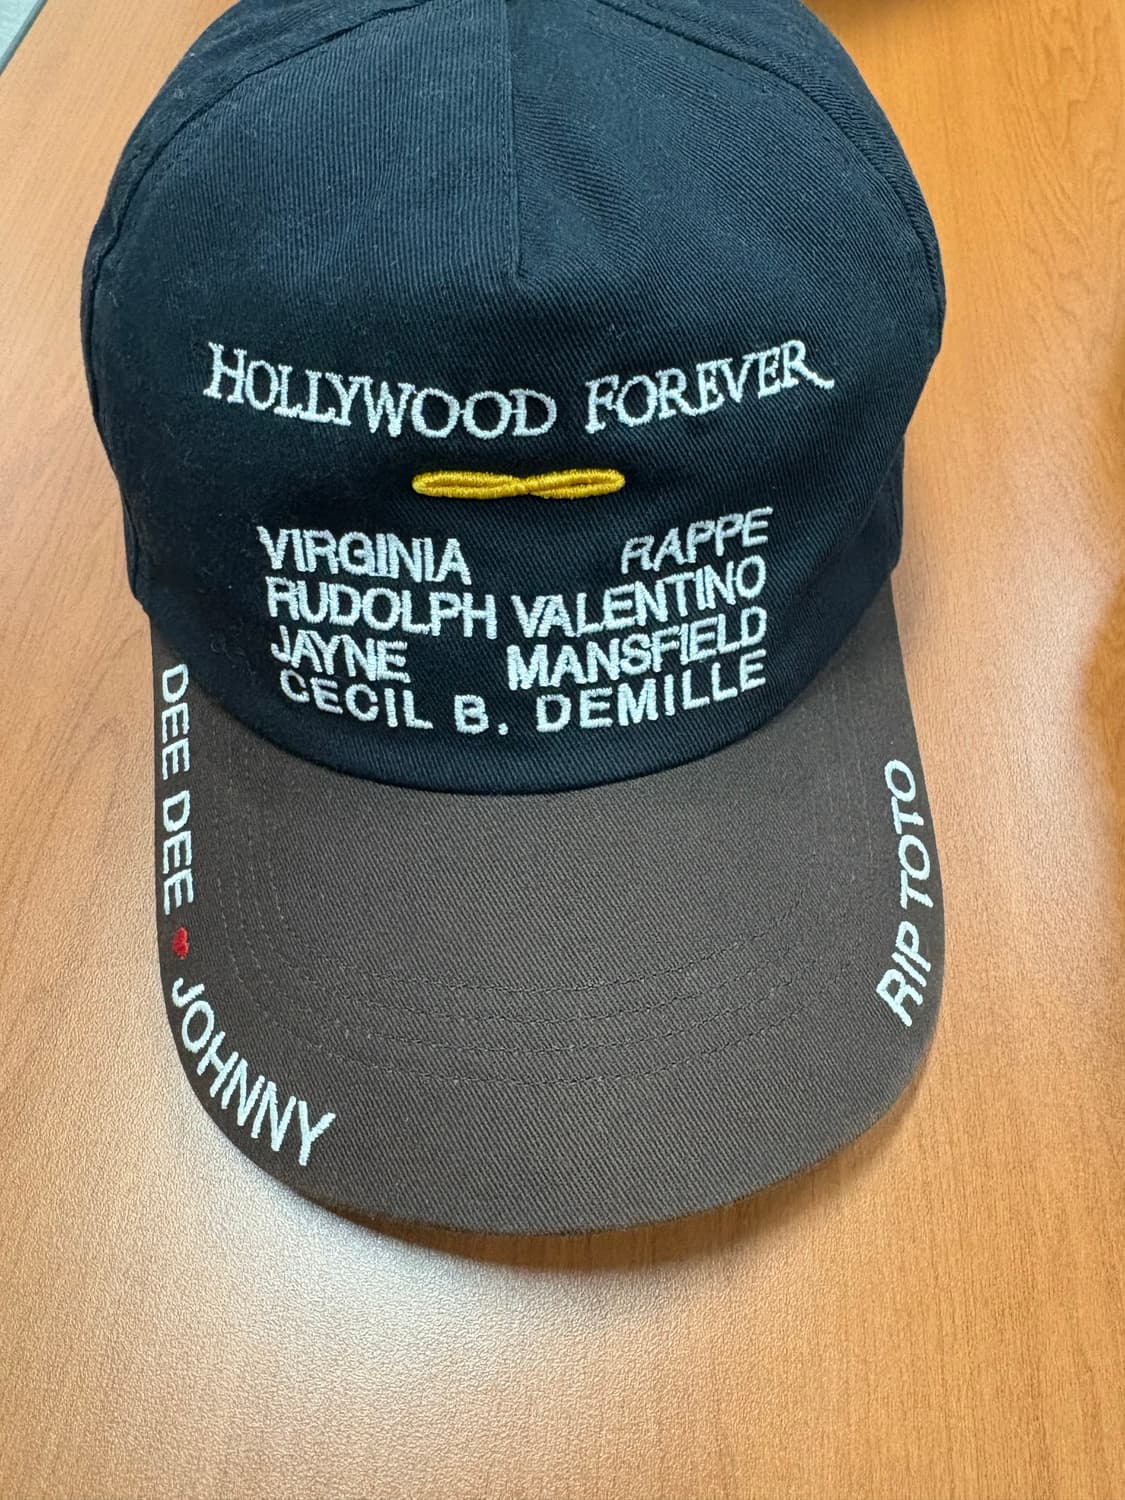 HOLLYWOOD FOREVER
VIRGINIA RAPPE
RUDOLPH VALENTINO
JAYNE MANSFIELD
CECIL B. DEMILLE
DEE DEE ❤ JOHNNY
RIP TOTO